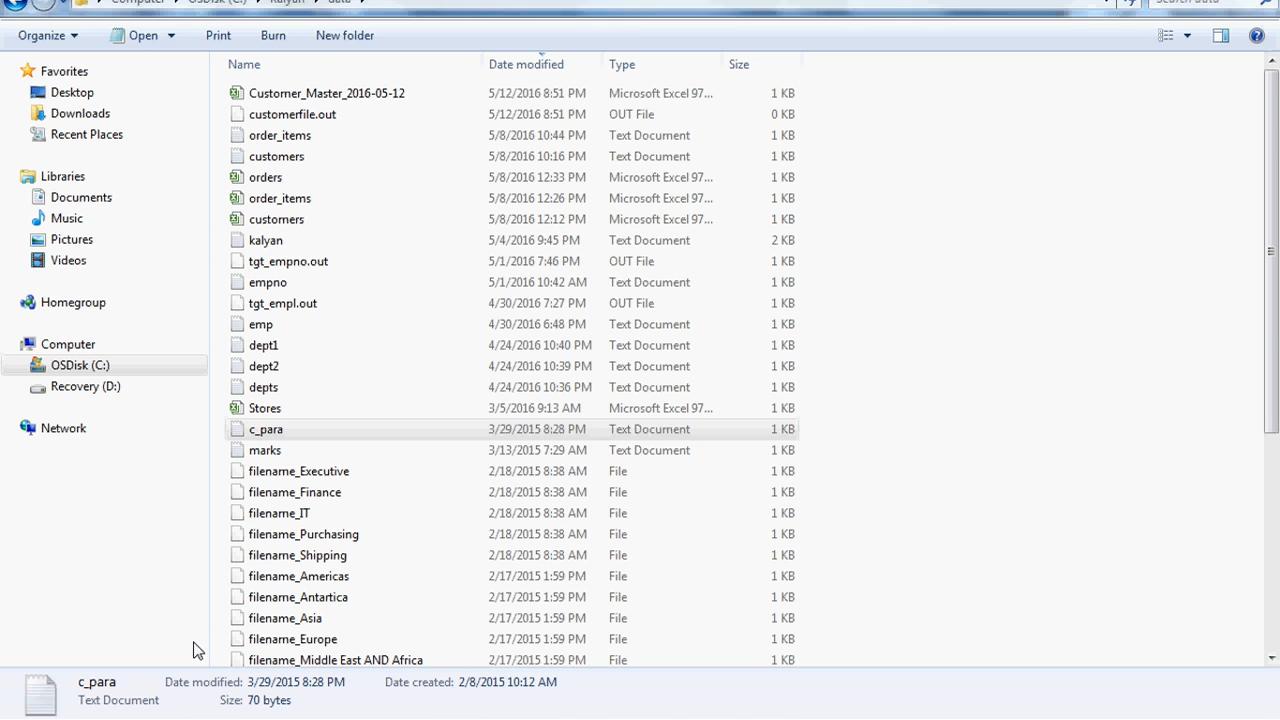 Computer OSDisk (C:) kalyan data
Organize Open Print Burn New folder
Favorites
Desktop
Downloads
Recent Places
Libraries
Documents
Music
Pictures
Videos
Homegroup
Computer
OSDisk (C:)
Recovery (D:)
Network
Name Date modified Type Size
Customer_Master_2016-05-12 5/12/2016 8:51 PM Microsoft Excel 97... 1 KB
customerfile.out 5/12/2016 8:51 PM OUT File 0 KB
order_items 5/8/2016 10:44 PM Text Document 1 KB
customers 5/8/2016 10:16 PM Text Document 1 KB
orders 5/8/2016 12:33 PM Microsoft Excel 97... 1 KB
order_items 5/8/2016 12:26 PM Microsoft Excel 97... 1 KB
customers 5/8/2016 12:12 PM Microsoft Excel 97... 1 KB
kalyan 5/4/2016 9:45 PM Text Document 2 KB
tgt_empno.out 5/1/2016 7:46 PM OUT File 1 KB
empno 5/1/2016 10:42 AM Text Document 1 KB
tgt_empl.out 4/30/2016 7:27 PM OUT File 1 KB
emp 4/30/2016 6:48 PM Text Document 1 KB
dept1 4/24/2016 10:40 PM Text Document 1 KB
dept2 4/24/2016 10:39 PM Text Document 1 KB
depts 4/24/2016 10:36 PM Text Document 1 KB
Stores 3/5/2016 9:13 AM Microsoft Excel 97... 1 KB
c_para 3/29/2015 8:28 PM Text Document 1 KB
marks 3/13/2015 7:29 AM Text Document 1 KB
filename_Executive 2/18/2015 8:38 AM File 1 KB
filename_Finance 2/18/2015 8:38 AM File 1 KB
filename_IT 2/18/2015 8:38 AM File 1 KB
filename_Purchasing 2/18/2015 8:38 AM File 1 KB
filename_Shipping 2/18/2015 8:38 AM File 1 KB
filename_Americas 2/17/2015 1:59 PM File 1 KB
filename_Antartica 2/17/2015 1:59 PM File 1 KB
filename_Asia 2/17/2015 1:59 PM File 1 KB
filename_Europe 2/17/2015 1:59 PM File 1 KB
filename_Middle East AND Africa 2/17/2015 1:59 PM File 1 KB
c_para Date modified: 3/29/2015 8:28 PM Date created: 2/8/2015 10:12 AM
Text Document Size: 70 bytes